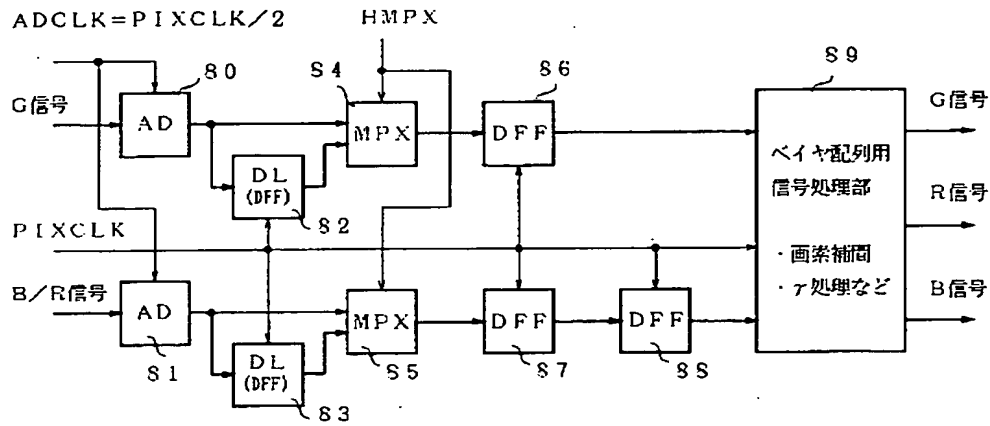 ADCLK=PIXCLK/2
HMPX
80
84
86
89
G信号
AD
MPX
DFF
G信号
DL
(DFF)
82
ベイヤ配列用
信号処理部
R信号
PIXCLK
・画素補間
・γ処理など
B/R信号
AD
MPX
DFF
DFF
B信号
81
DL
(DFF)
83
85
87
88